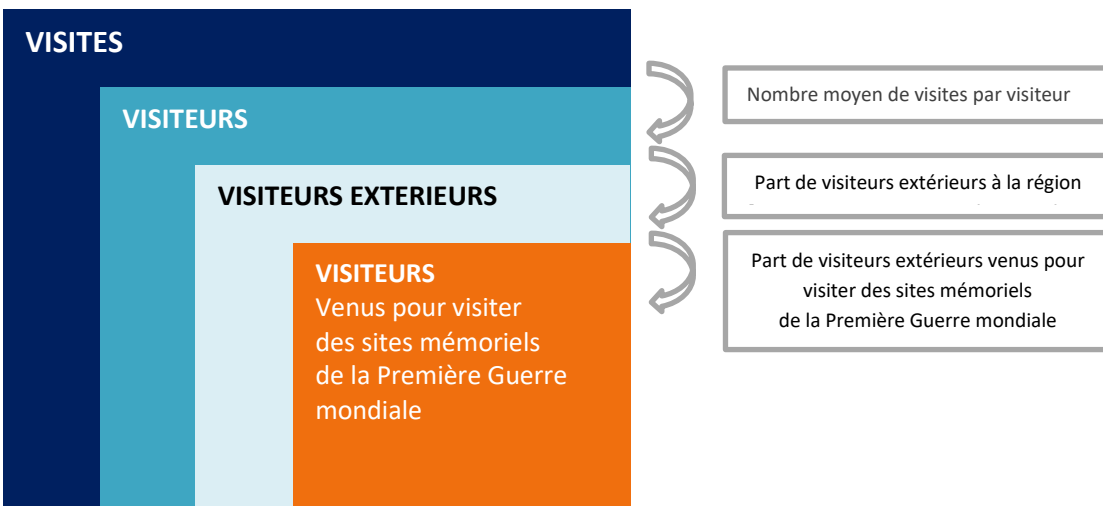 VISITES
VISITEURS
VISITEURS EXTERIEURS
VISITEURS
Venus pour visiter
des sites mémoriels
de la Première Guerre
mondiale
Nombre moyen de visites par visiteur
Part de visiteurs extérieurs à la région
Part de visiteurs extérieurs venus pour
visiter des sites mémoriels
de la Première Guerre mondiale